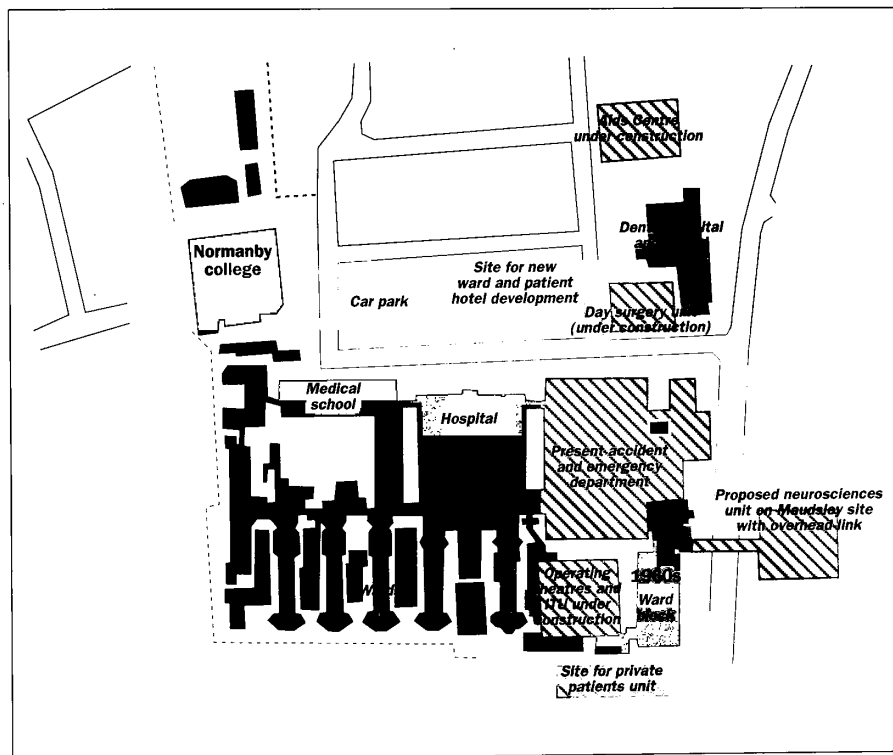 Aids Centre
under construction
Dental
Normanby
college
Site for new
ward and patient
hotel development
Car park
Day surgery unit
(under construction)
Medical
school
Hospital
Present accident
and emergency
department
Proposed neurosciences
unit on Maudsley site
with overhead link
Operating
theatres and
ITU under
construction
1960s
Ward
block
Wards
Site for private
patients unit